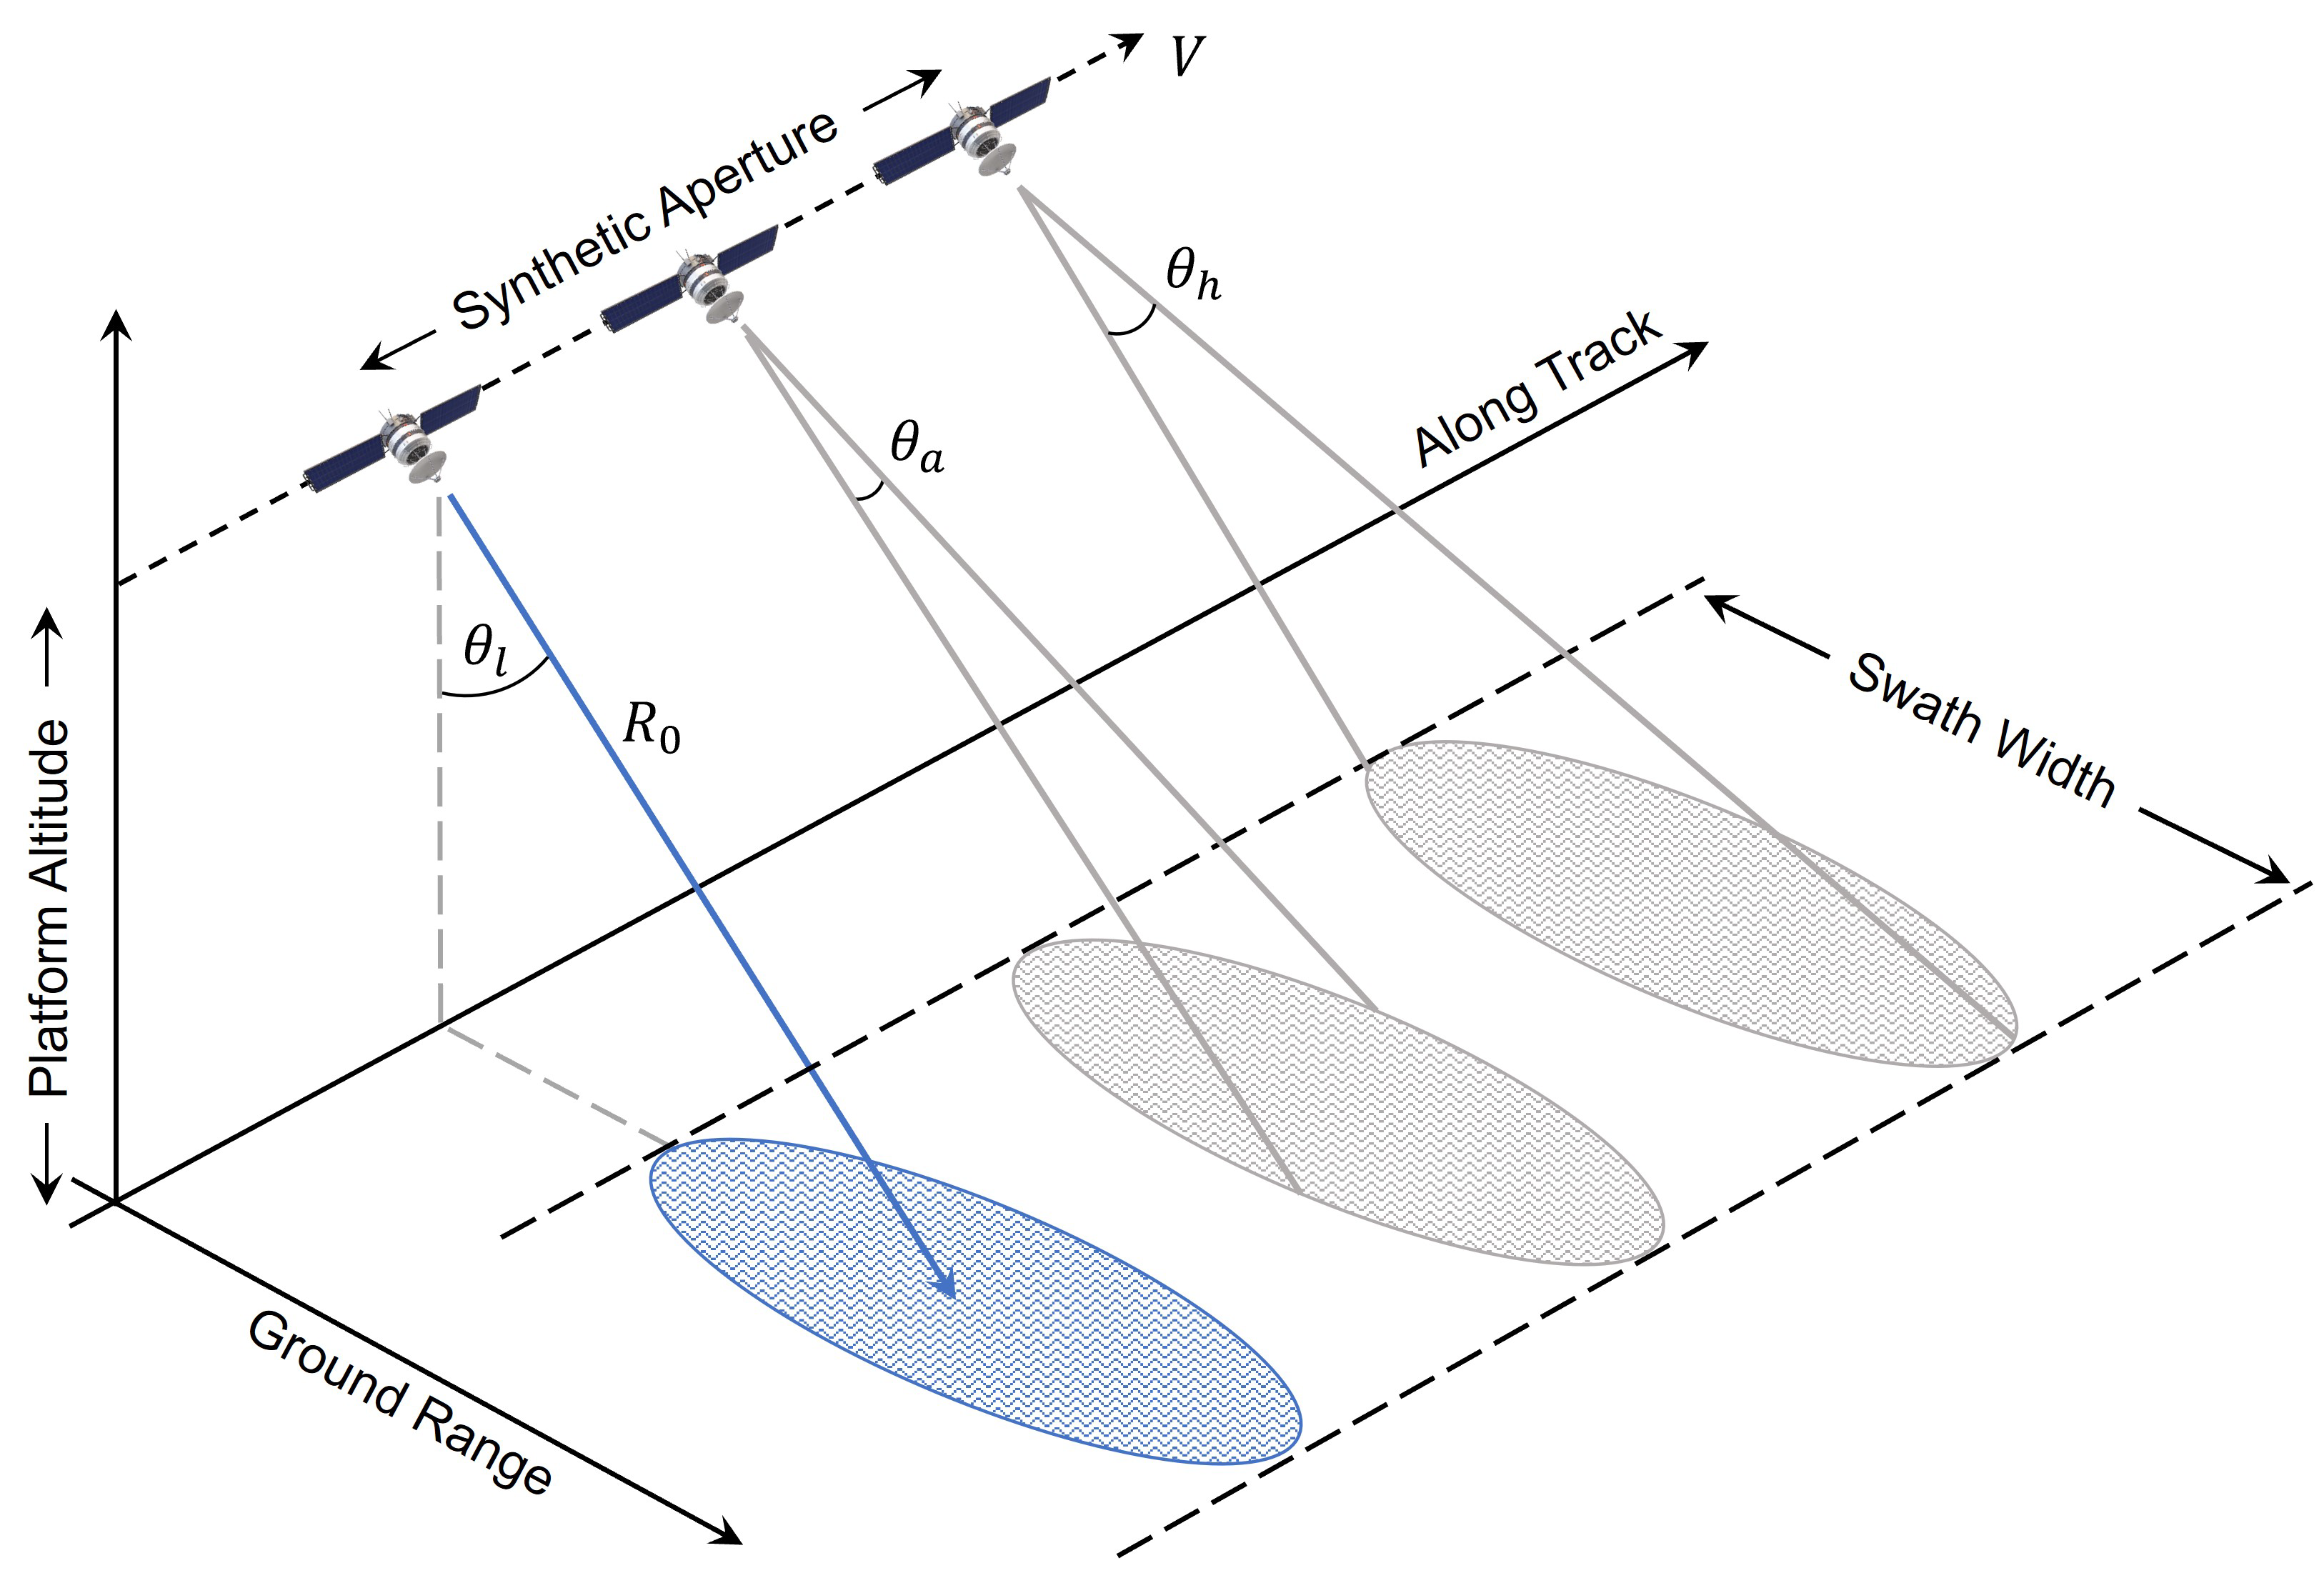 V
Synthetic Aperture
θh
Along Track
θa
θl
R0
Swath Width
Platform Altitude
Ground Range